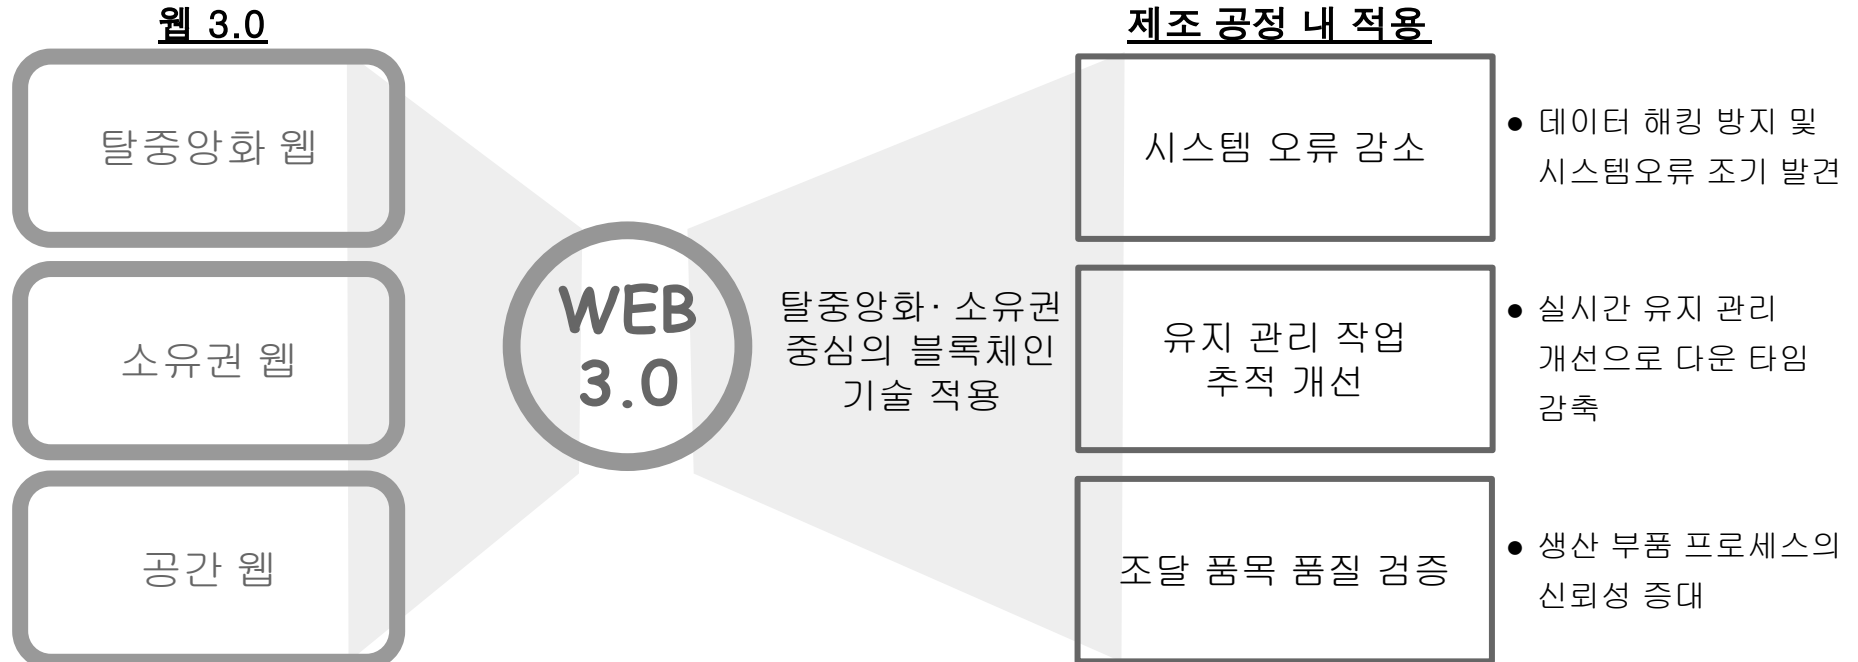 웹 3.0
탈중앙화 웹
소유권 웹
공간 웹
WEB
3.0
탈중앙화· 소유권
중심의 블록체인
기술 적용
제조 공정 내 적용
시스템 오류 감소
● 데이터 해킹 방지 및
시스템오류 조기 발견
유지 관리 작업
추적 개선
● 실시간 유지 관리
개선으로 다운 타임
감축
조달 품목 품질 검증
● 생산 부품 프로세스의
신뢰성 증대